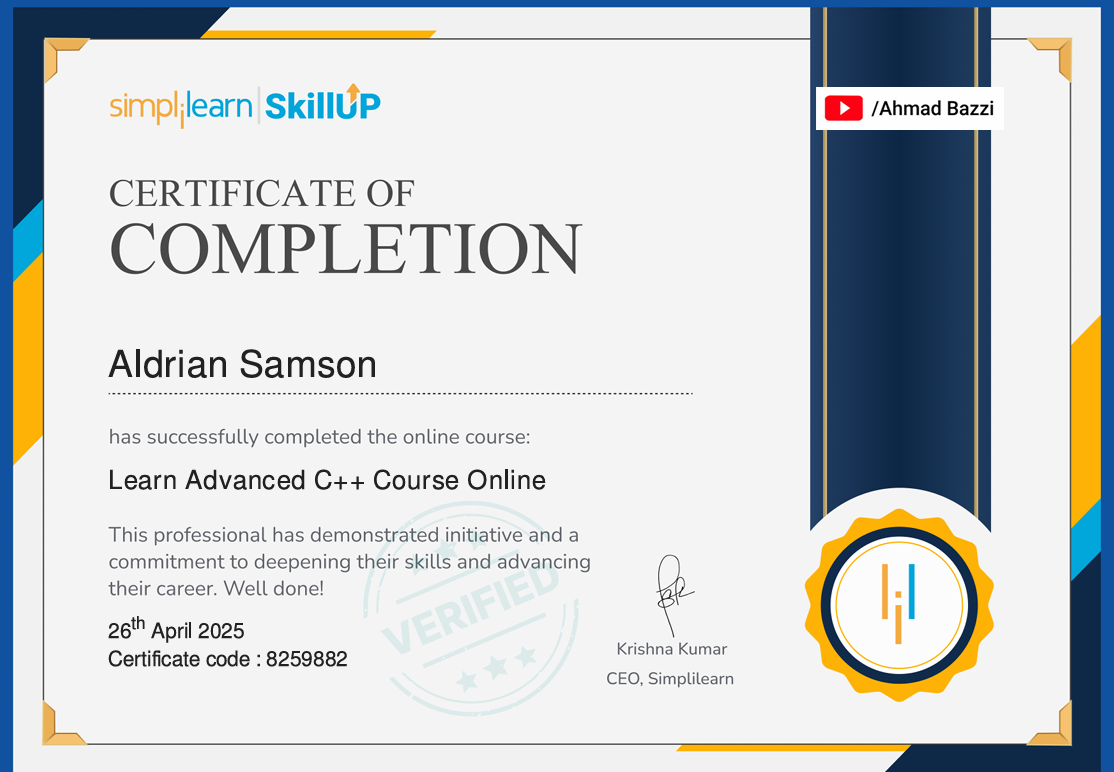 simplilearn | SkillUP
/Ahmad Bazzi
CERTIFICATE OF
COMPLETION
Aldrian Samson
has successfully completed the online course:
Learn Advanced C++ Course Online
This professional has demonstrated initiative and a
commitment to deepening their skills and advancing
their career. Well done!
VERIFIED
26th April 2025
Certificate code : 8259882
Krishna Kumar
CEO, Simplilearn